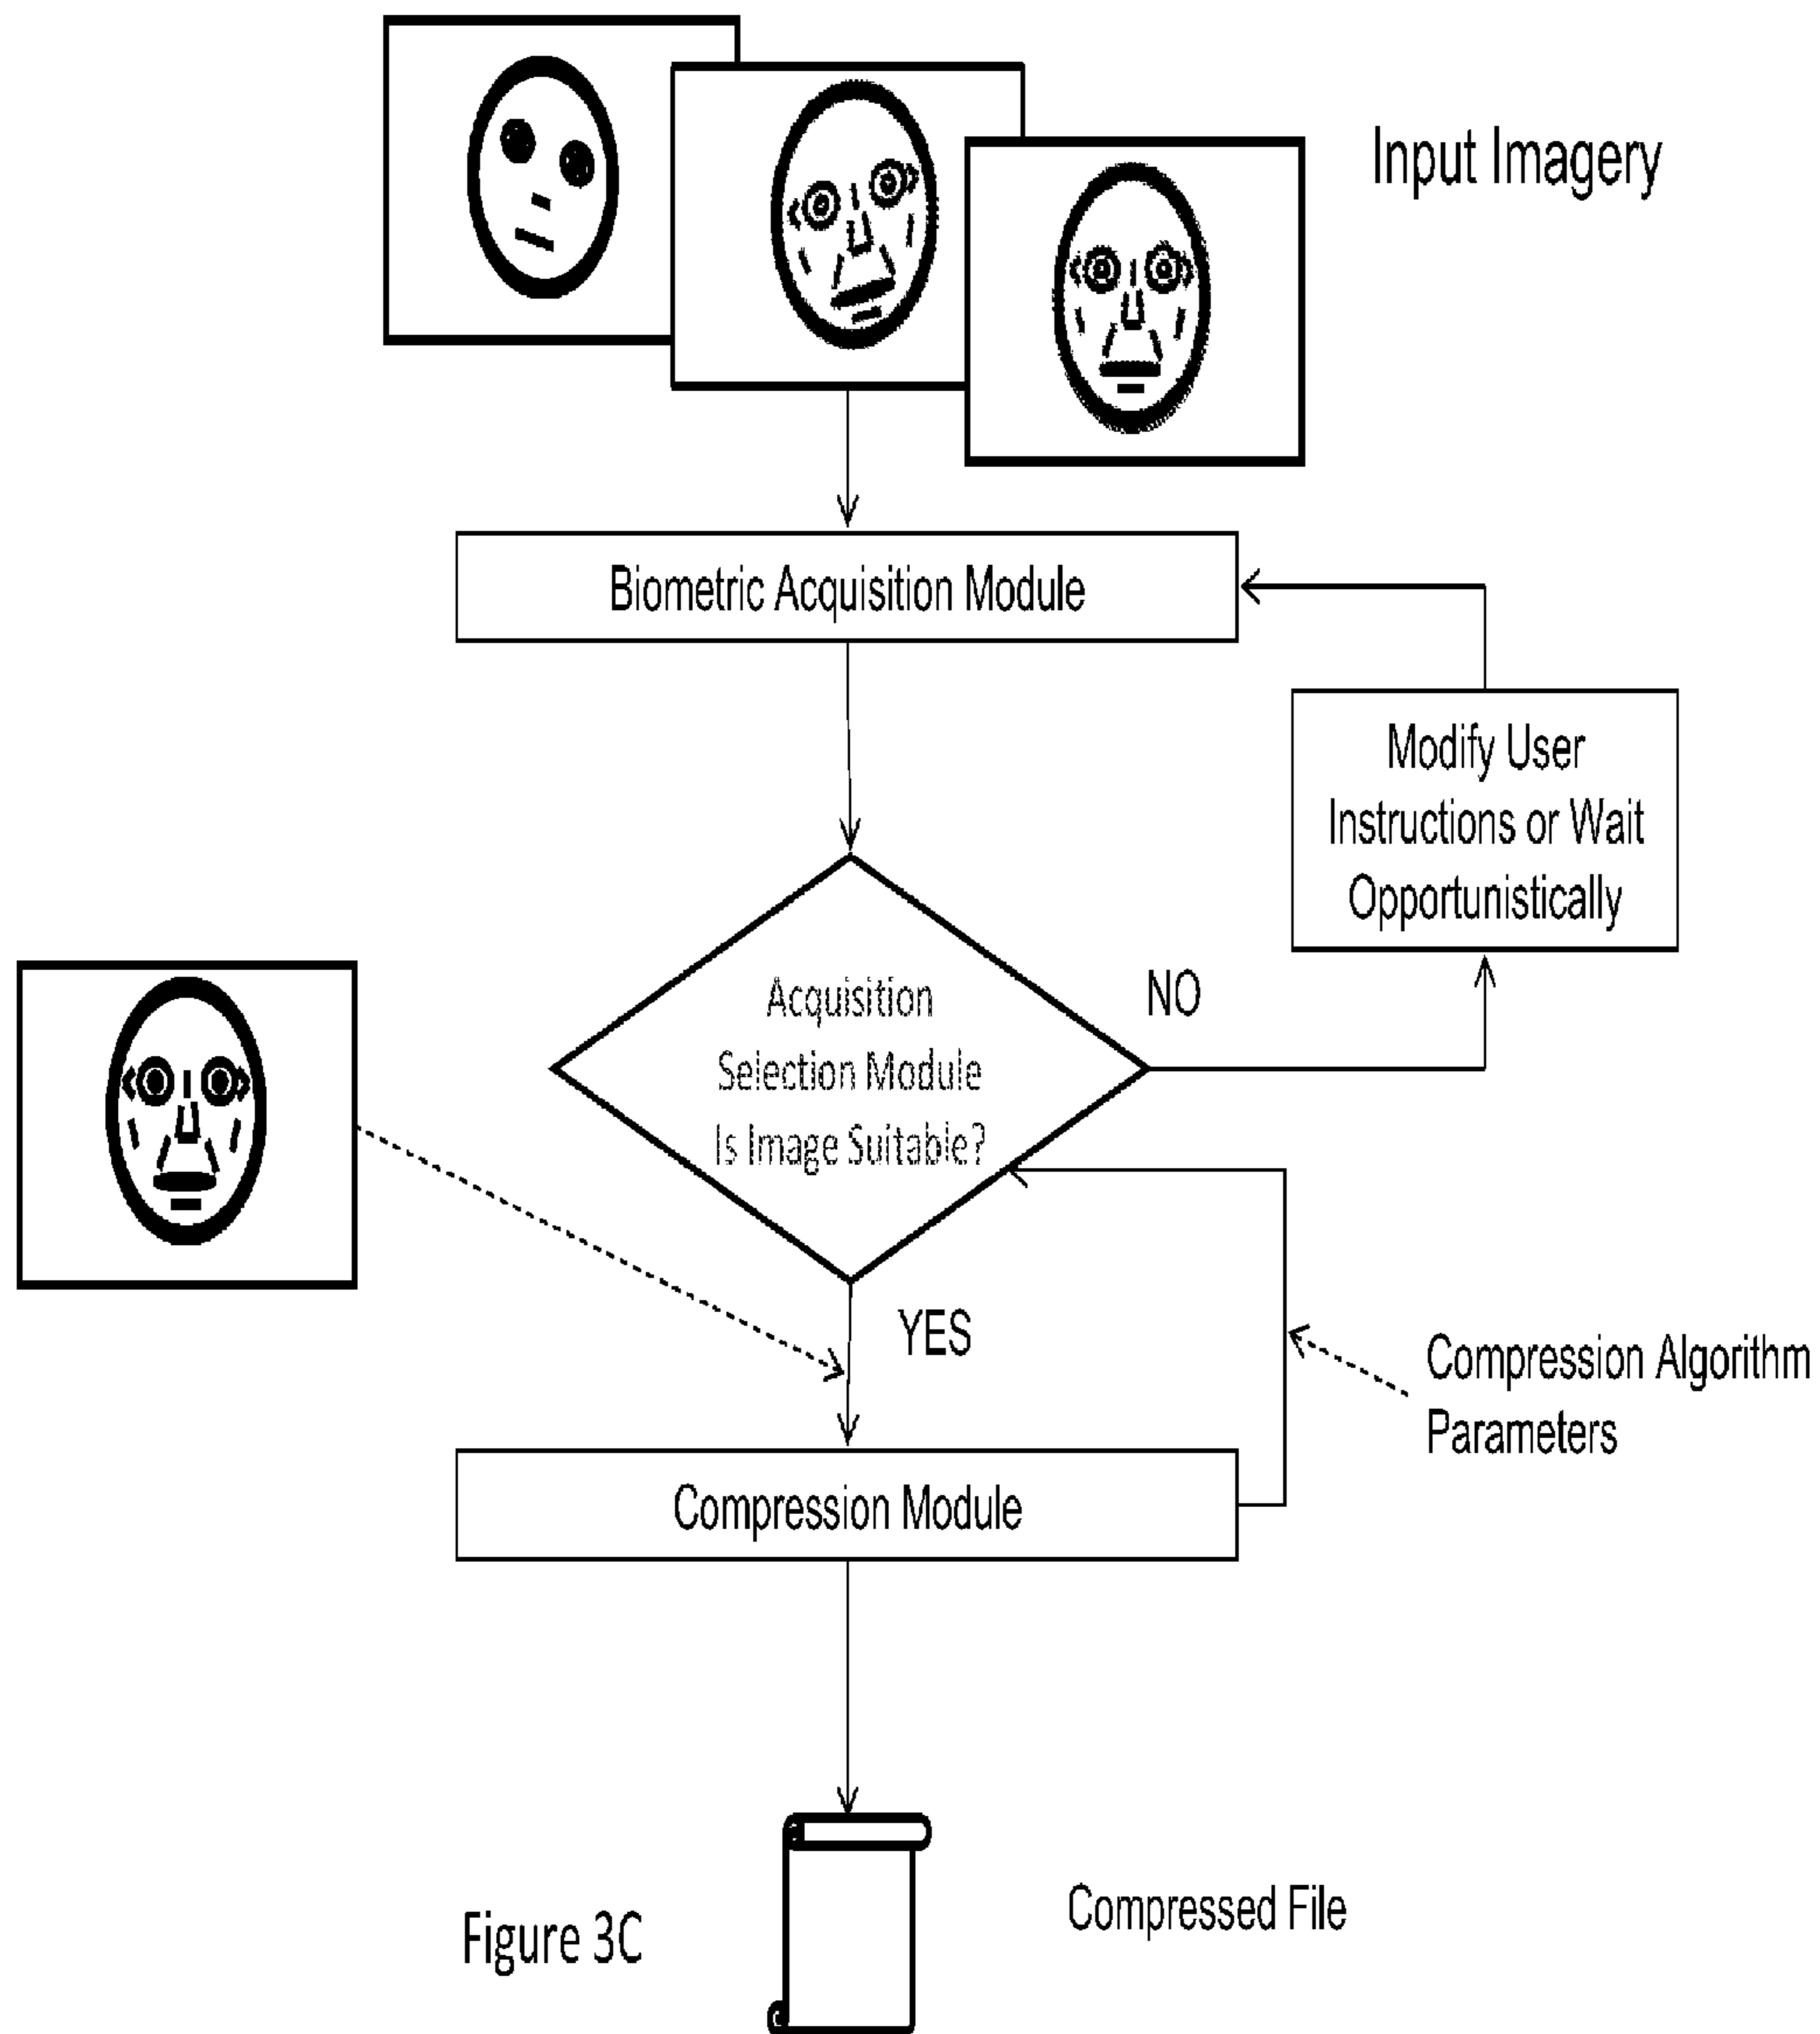 Input Imagery
Biometric Acquisition Module
Modify User
Instructions or Wait
Opportunistically
NO
Acquisition
Selection Module
Is Image Suitable?
YES
Compression Algorithm
Parameters
Compression Module
Compressed File
Figure 3C